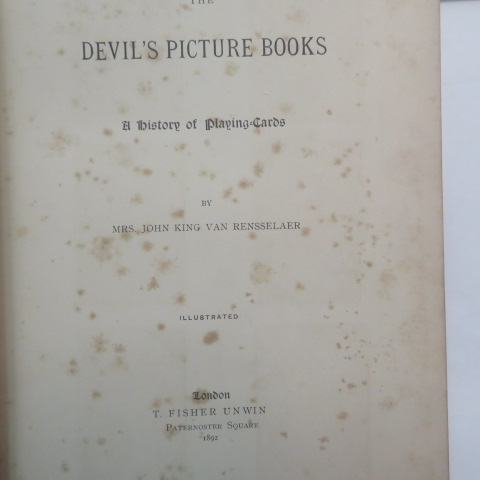 THE
DEVIL'S PICTURE BOOKS
A History of Playing-Cards
BY
MRS. JOHN KING VAN RENSSELAER
ILLUSTRATED
London
T. FISHER UNWIN
PATERNOSTER SQUARE
1892